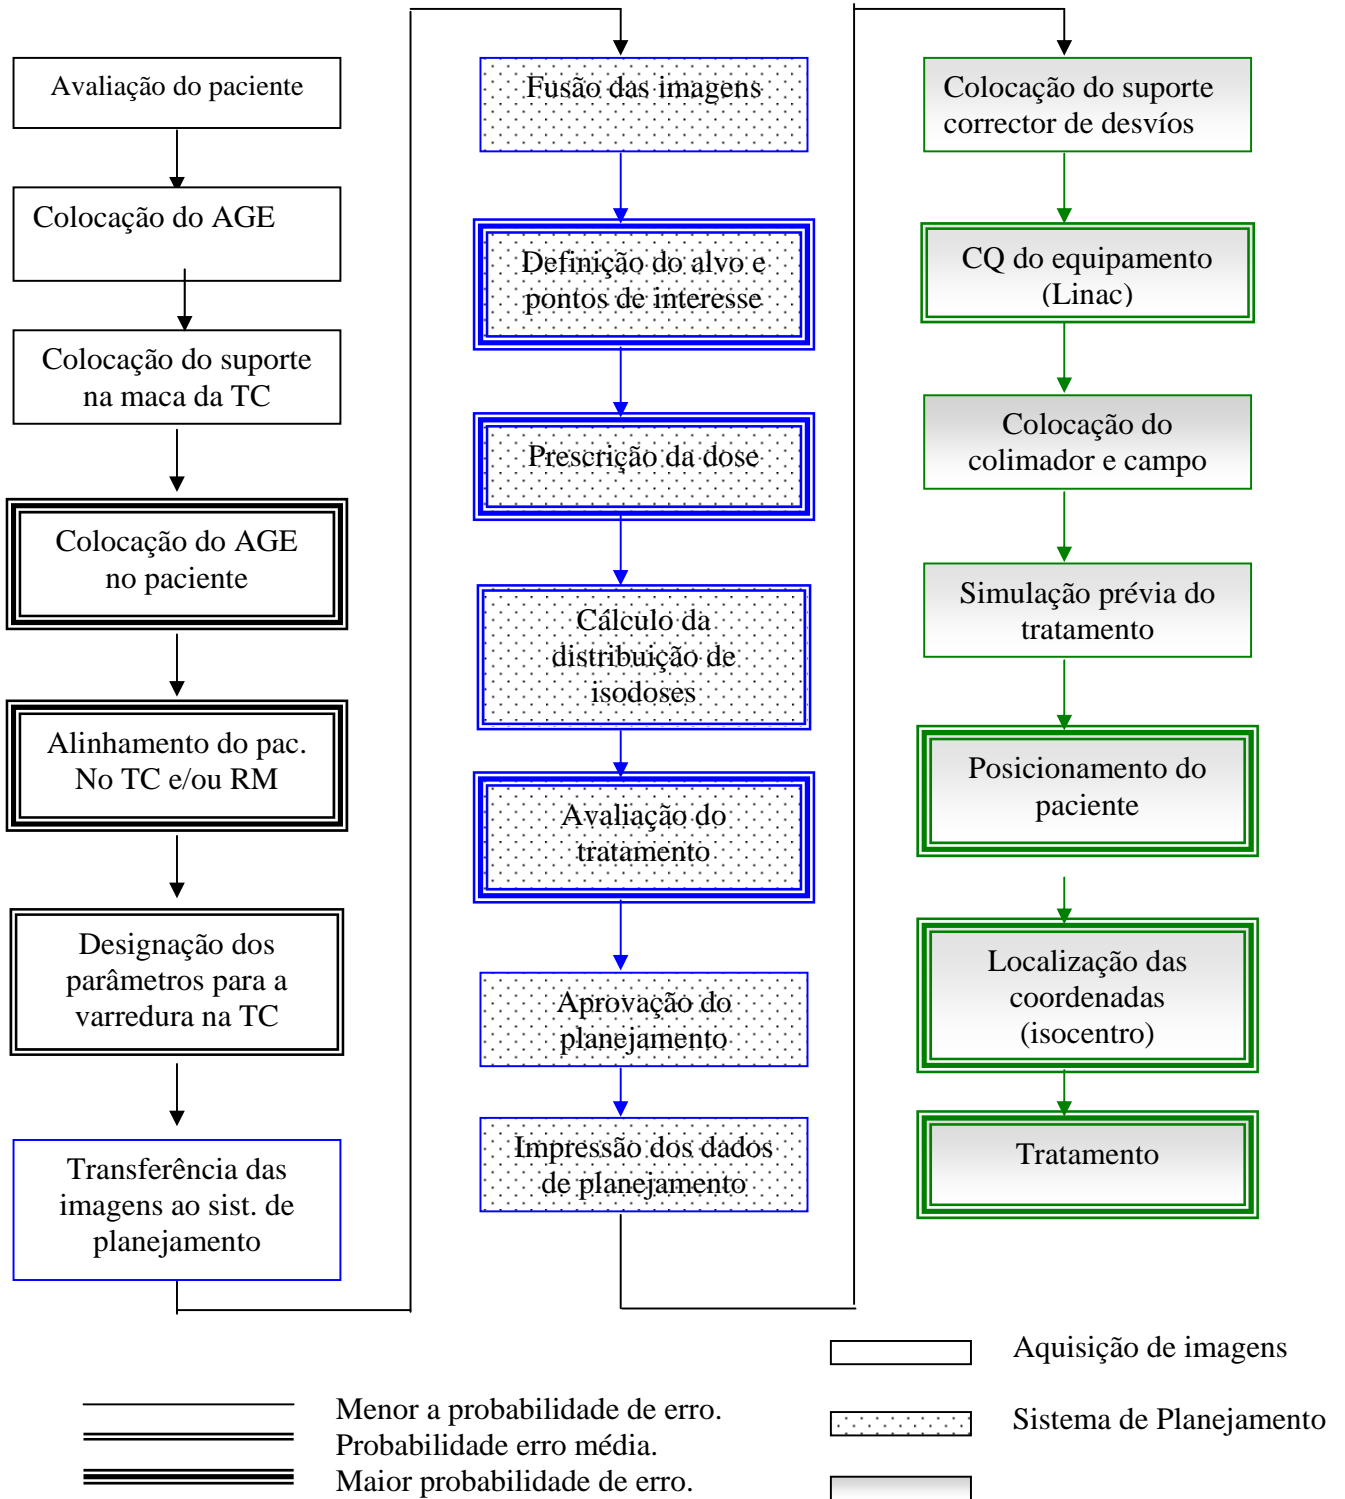 Avaliação do paciente
Colocação do AGE
Colocação do suporte
na maca da TC
Colocação do AGE
no paciente
Alinhamento do pac.
No TC e/ou RM
Designação dos
parâmetros para a
varredura na TC
Transferência das
imagens ao sist. de
planejamento
Fusão das imagens
Definição do alvo e
pontos de interesse
Prescrição da dose
Cálculo da
distribuição de
isodoses
Avaliação do
tratamento
Aprovação do
planejamento
Impressão dos dados
de planejamento
Colocação do suporte
corrector de desvíos
CQ do equipamento
(Linac)
Colocação do
colimador e campo
Simulação prévia do
tratamento
Posicionamento do
paciente
Localização das
coordenadas
(isocentro)
Tratamento
Menor a probabilidade de erro.
Probabilidade erro média.
Maior probabilidade de erro.
Aquisição de imagens
Sistema de Planejamento